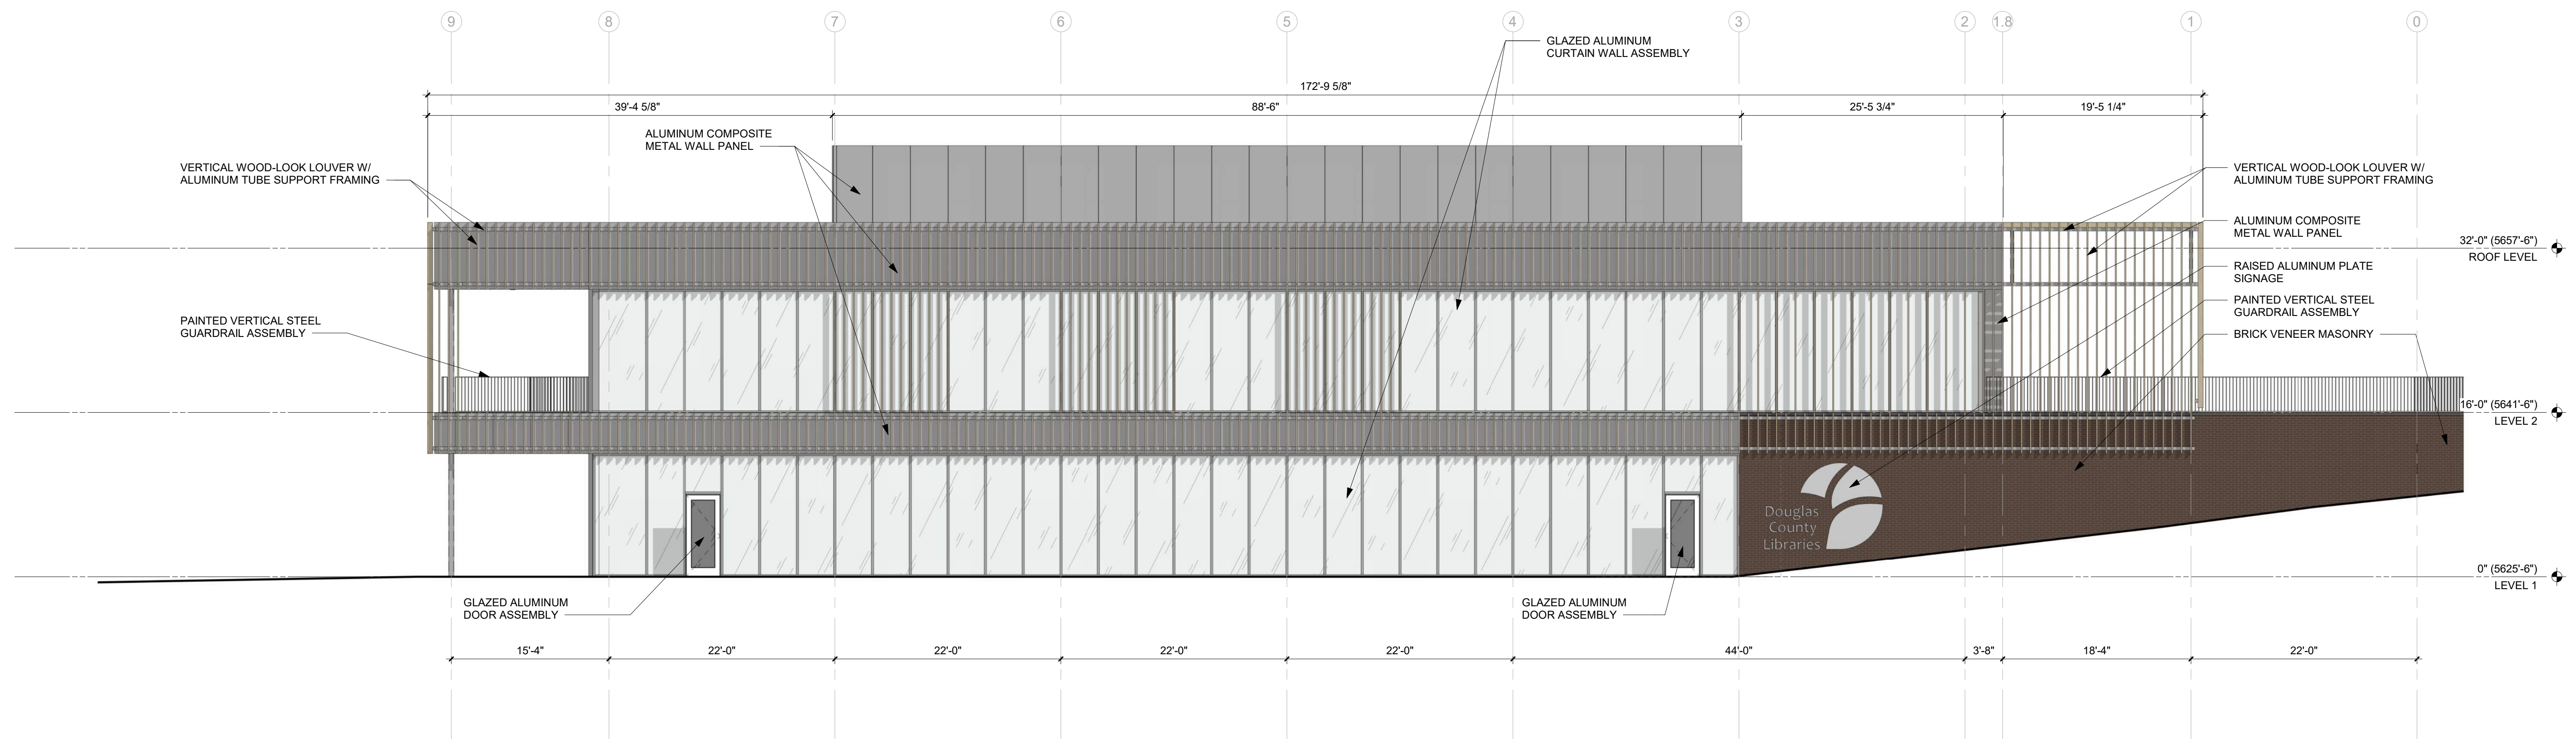 9
8
7
6
5
4
3
2
1.8
1
0
GLAZED ALUMINUM
CURTAIN WALL ASSEMBLY
172'-9 5/8"
39'-4 5/8"
88'-6"
25'-5 3/4"
19'-5 1/4"
ALUMINUM COMPOSITE
METAL WALL PANEL
VERTICAL WOOD-LOOK LOUVER W/
ALUMINUM TUBE SUPPORT FRAMING
VERTICAL WOOD-LOOK LOUVER W/
ALUMINUM TUBE SUPPORT FRAMING
ALUMINUM COMPOSITE
METAL WALL PANEL
32'-0" (5657'-6")
ROOF LEVEL
RAISED ALUMINUM PLATE
SIGNAGE
PAINTED VERTICAL STEEL
GUARDRAIL ASSEMBLY
PAINTED VERTICAL STEEL
GUARDRAIL ASSEMBLY
BRICK VENEER MASONRY
16'-0" (5641'-6")
LEVEL 2
Douglas
County
Libraries
0" (5625'-6")
LEVEL 1
GLAZED ALUMINUM
DOOR ASSEMBLY
GLAZED ALUMINUM
DOOR ASSEMBLY
15'-4"
22'-0"
22'-0"
22'-0"
22'-0"
44'-0"
3'-8"
18'-4"
22'-0"